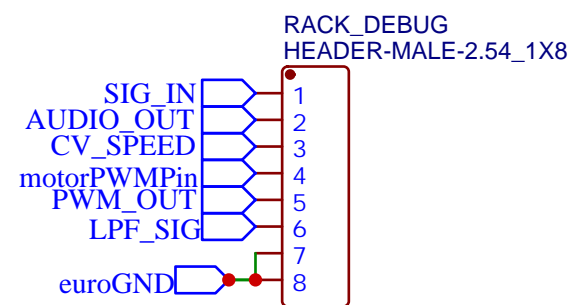 RACK_DEBUG
HEADER-MALE-2.54_1X8
SIG_IN 1
AUDIO_OUT 2
CV_SPEED 3
motorPWMPin 4
PWM_OUT 5
LPF_SIG 6
7
euroGND 8